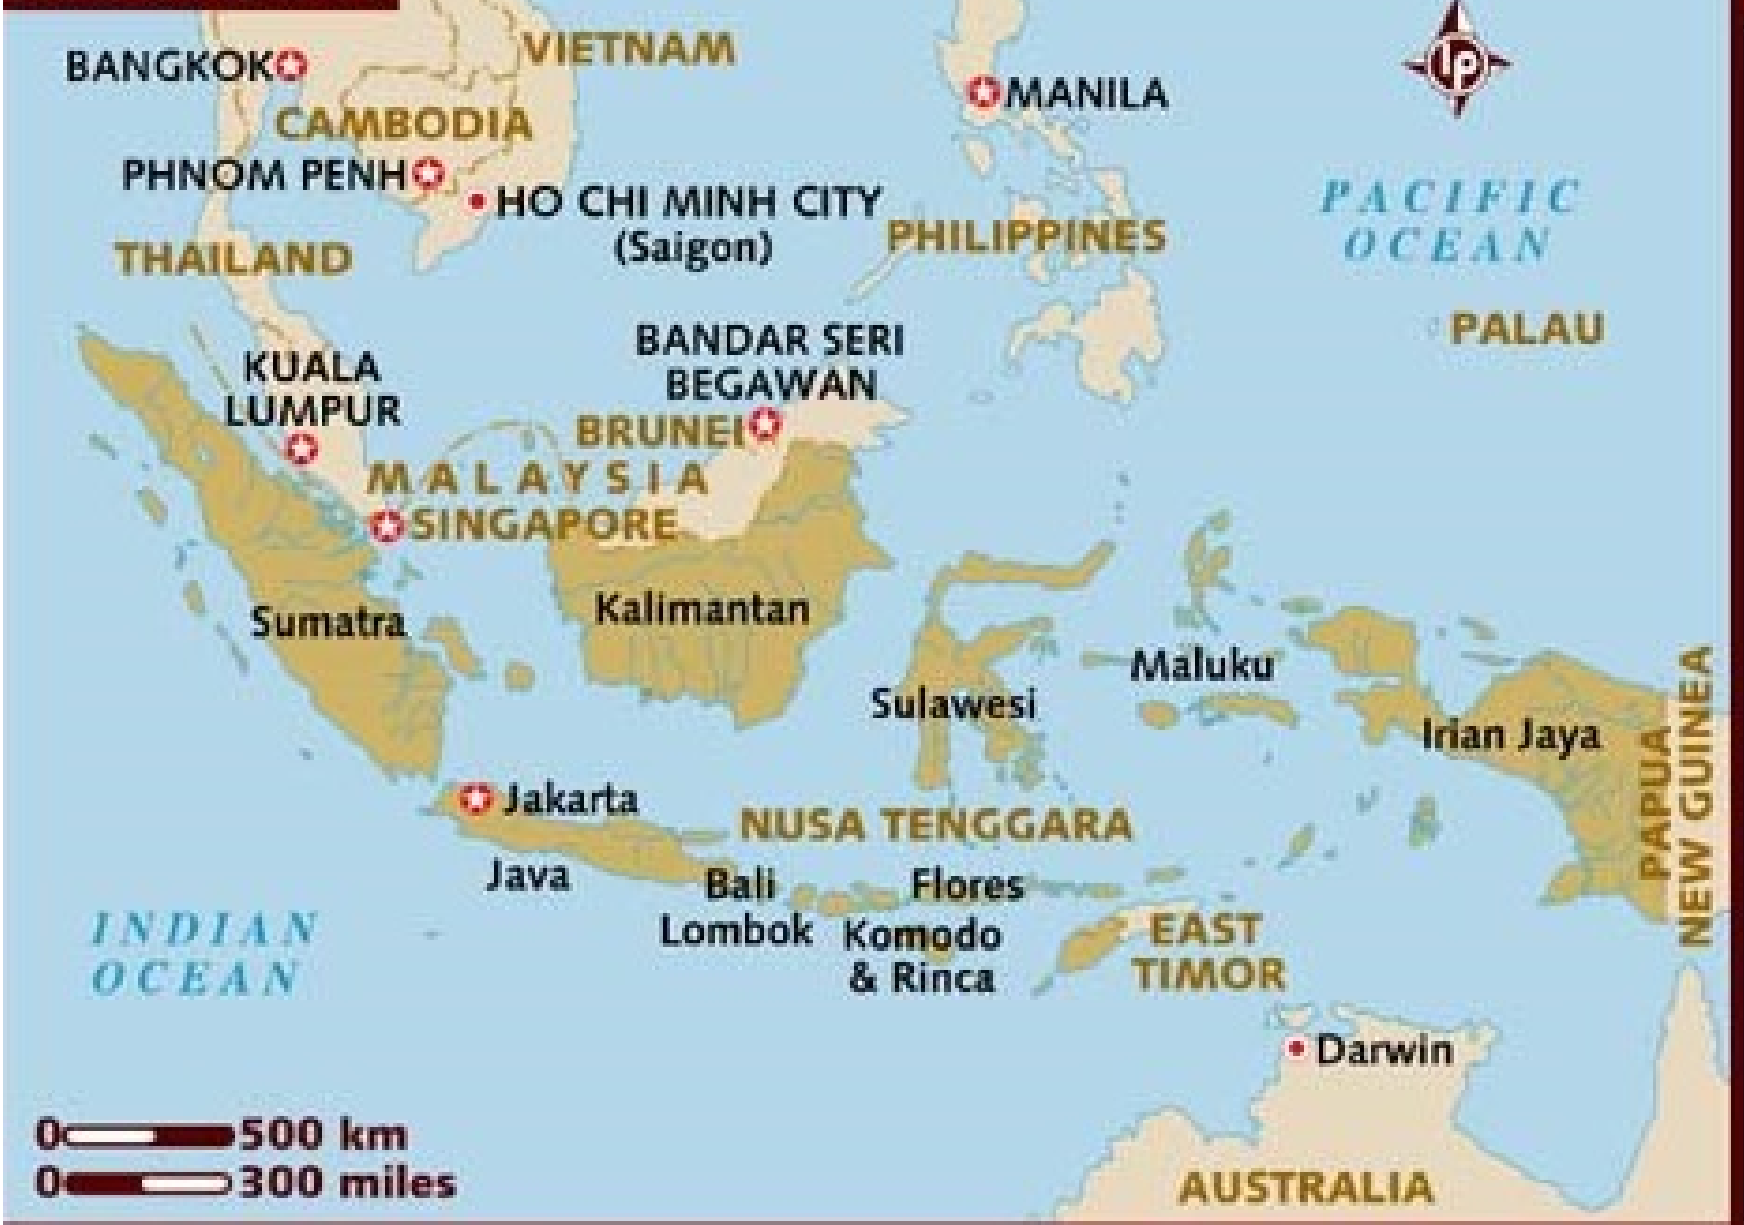 BANGKOK
VIETNAM
lp
MANILA
CAMBODIA
PHNOM PENH
HO CHI MINH CITY
(Saigon)
PACIFIC
OCEAN
PHILIPPINES
THAILAND
PALAU
BANDAR SERI
BEGAWAN
KUALA
LUMPUR
BRUNEI
MALAYSIA
SINGAPORE
Sumatra
Kalimantan
Maluku
Sulawesi
Irian Jaya
PAPUA
NEW GUINEA
Jakarta
NUSA TENGGARA
Java
Bali
Flores
Lombok
Komodo
& Rinca
EAST
TIMOR
INDIAN
OCEAN
Darwin
0 500 km
0 300 miles
AUSTRALIA